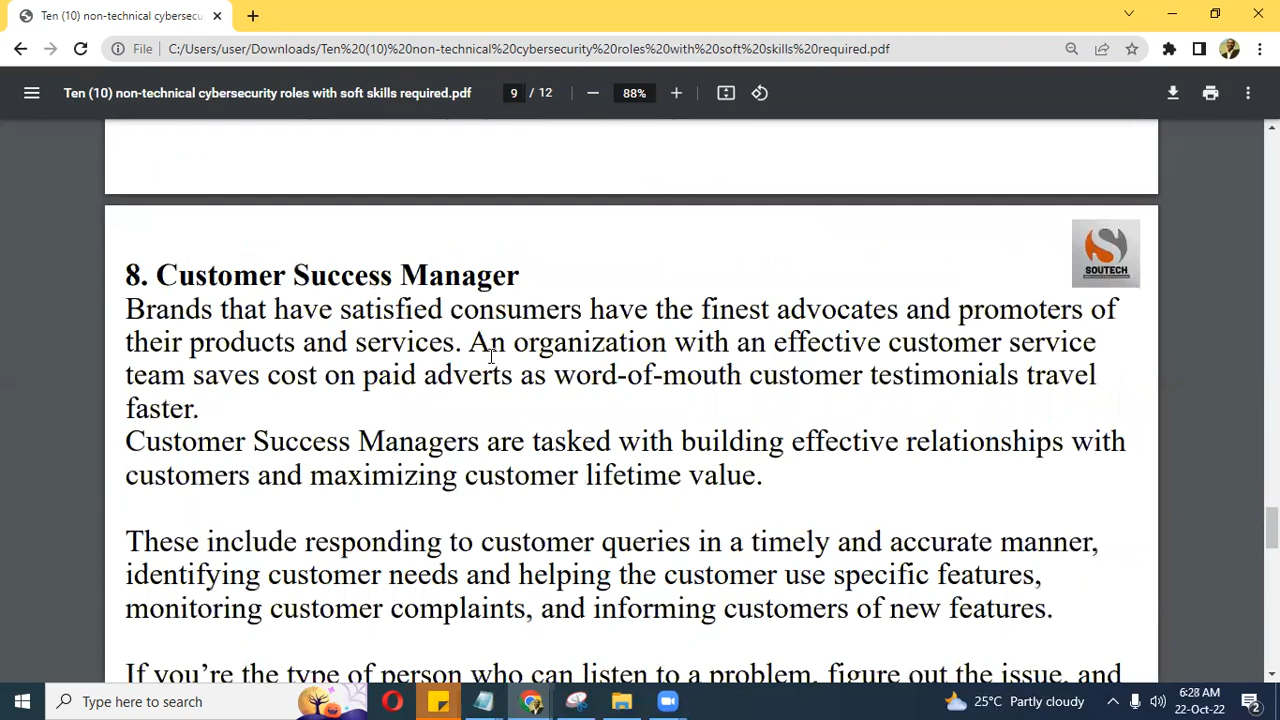 Ten (10) non-technical cybersecu
File
C:/Users/user/Downloads/Ten%20(10)%20non-technical%20cybersecurity%20roles%20with%20soft%20skills%20required.pdf
Ten (10) non-technical cybersecurity roles with soft skills required.pdf
9 / 12
88%
SOUTECH
8. Customer Success Manager
Brands that have satisfied consumers have the finest advocates and promoters of
their products and services. An organization with an effective customer service
team saves cost on paid adverts as word-of-mouth customer testimonials travel
faster.
Customer Success Managers are tasked with building effective relationships with
customers and maximizing customer lifetime value.
These include responding to customer queries in a timely and accurate manner,
identifying customer needs and helping the customer use specific features,
monitoring customer complaints, and informing customers of new features.
If you’re the type of person who can listen to a problem, figure out the issue, and
Type here to search
25°C Partly cloudy
6:28 AM
22-Oct-22
2